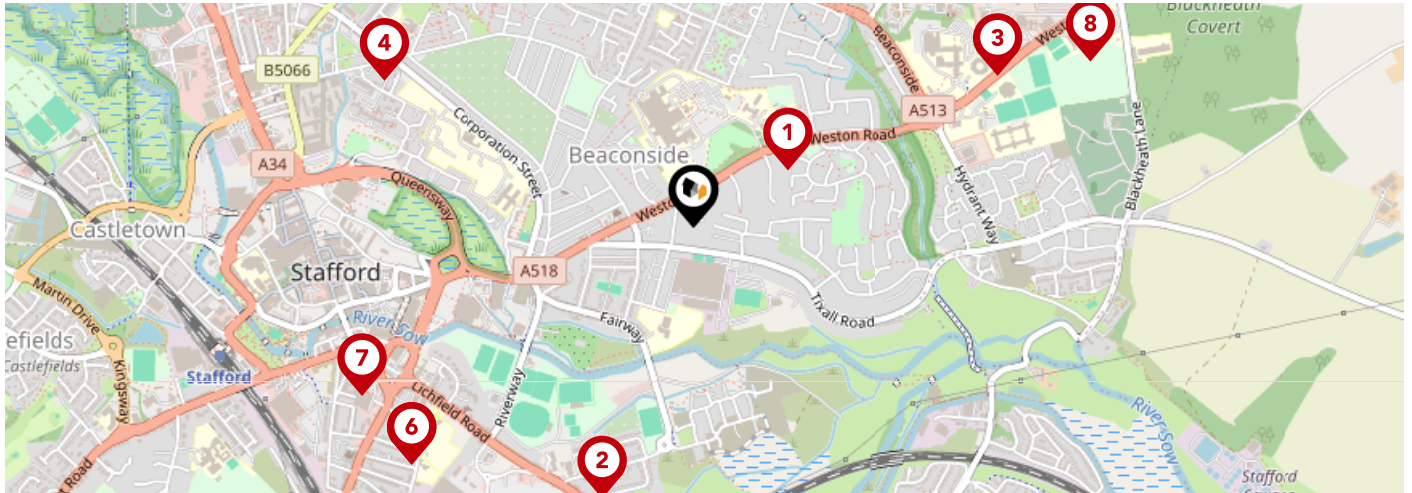 Blackheath
Covert
4
3
8
Westo
B5066
Beaconside
A513
Corporation Street
1
Weston Road
Beaconside
A34
Queensway
Westo
Hydrant Way
Blackheath Lane
Castletown
Stafford
A518
Martin Drive
Tixall Road
River Sow
Fairway
efields
Castlefields
7
Stafford
Kingsway
Lichfield Road
Riverway
River Sow
6
2
t Road
Stafford